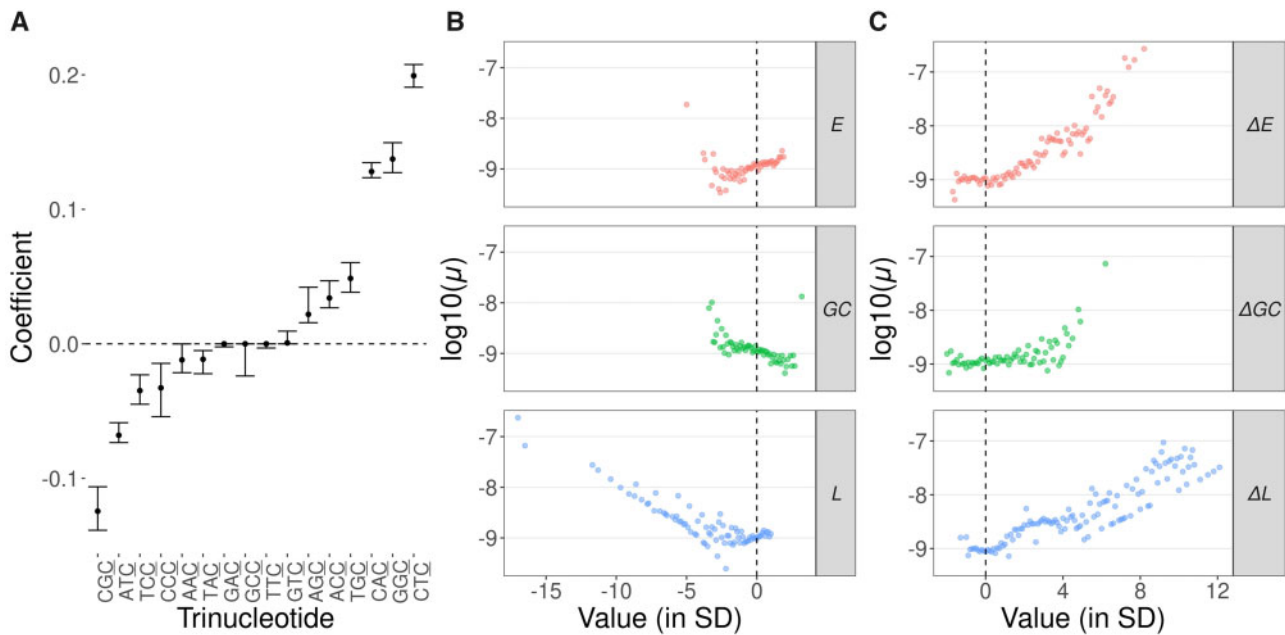 A
0.2
0.1
0.0
-0.1
Coefficient
CGC
ATC
TCC
CCC
AAC
TAC
GAC
GCC
TTC
GTC
AGC
ACC
TGC
CAC
GGC
CTC
Trinucleotide
B
-7
-8
-9
E
-7
-8
-9
GC
-7
-8
-9
L
log10(μ)
-15
-10
-5
0
Value (in SD)
C
-7
-8
-9
ΔE
-7
-8
-9
ΔGC
-7
-8
-9
ΔL
log10(μ)
0
4
8
12
Value (in SD)